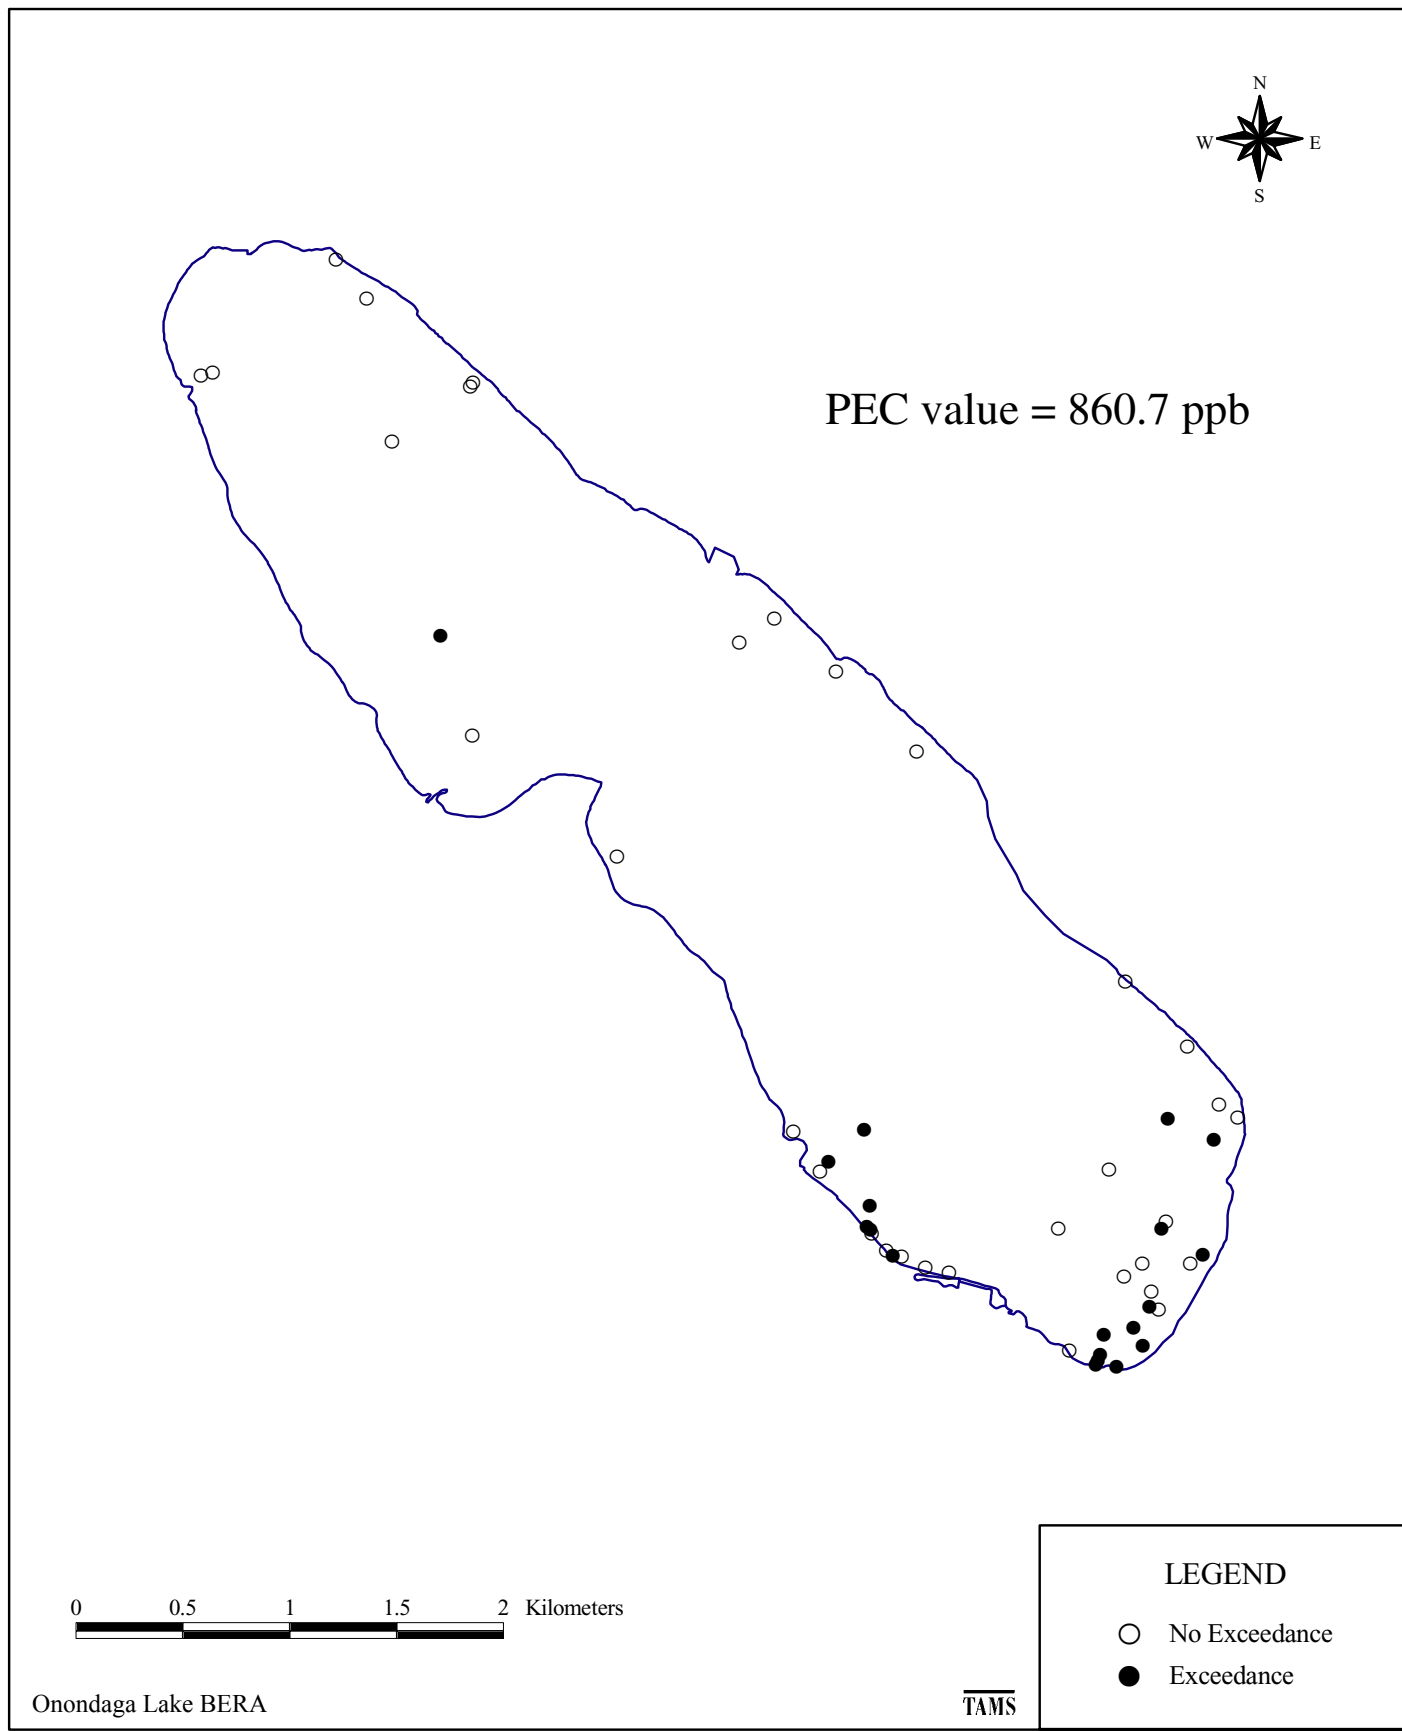 N
W E
S
PEC value = 860.7 ppb
LEGEND
0 0.5 1 1.5 2 Kilometers
No Exceedance
Exceedance
Onondaga Lake BERA
TAMS